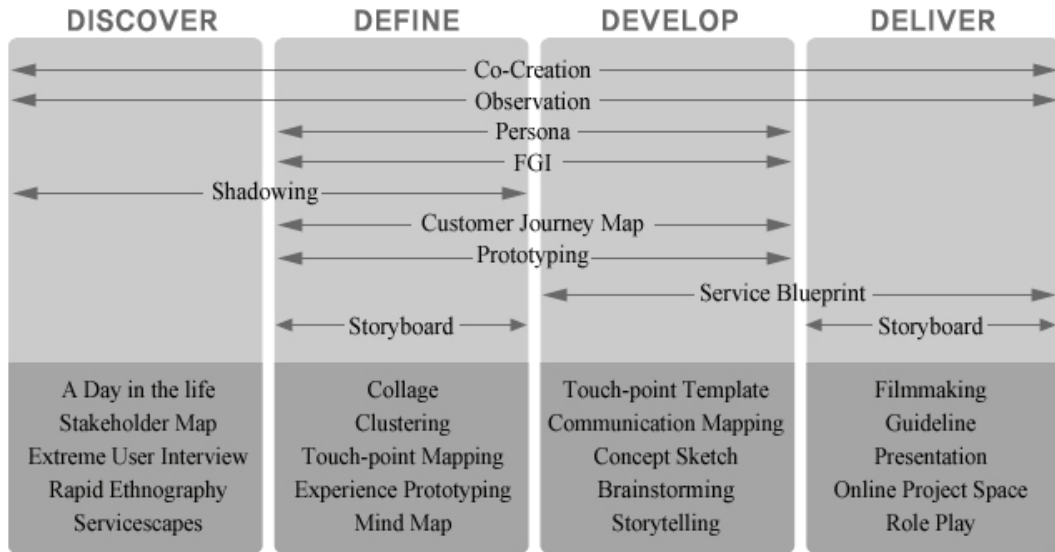 DISCOVER DEFINE DEVELOP DELIVER
Co-Creation
Observation
Persona
FGI
Shadowing
Customer Journey Map
Prototyping
Service Blueprint
Storyboard Storyboard
A Day in the life Collage Touch-point Template Filmmaking
Stakeholder Map Clustering Communication Mapping Guideline
Extreme User Interview Touch-point Mapping Concept Sketch Presentation
Rapid Ethnography Experience Prototyping Brainstorming Online Project Space
Servicescapes Mind Map Storytelling Role Play